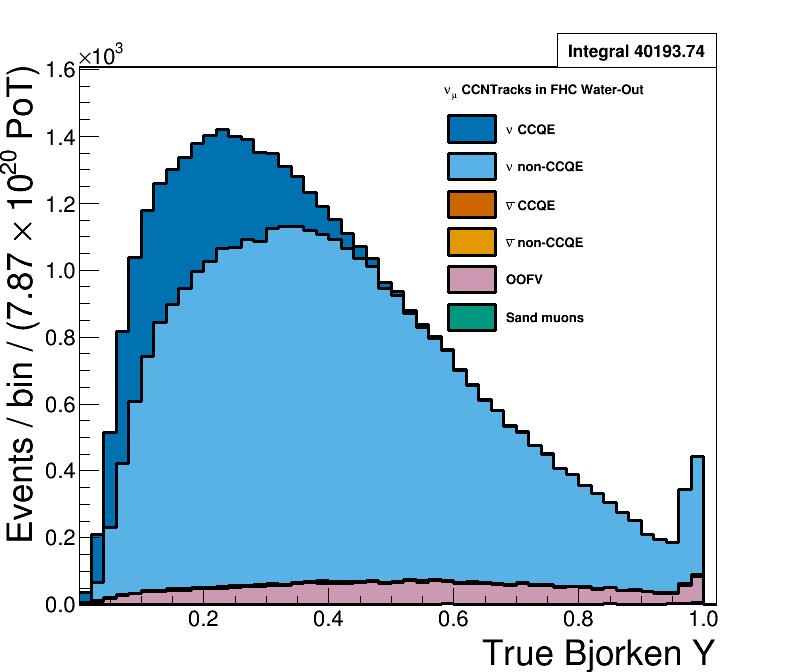 ×10³
Integral 40193.74
1.6
1.4
1.2
1.0
0.8
0.6
0.4
0.2
0.0
Events / bin / (7.87 × 10²⁰ PoT)
ν_μ CCNTracks in FHC Water-Out
ν CCQE
ν non-CCQE
ν̅ CCQE
ν̅ non-CCQE
OOFV
Sand muons
0.2 0.4 0.6 0.8 1.0
True Bjorken Y